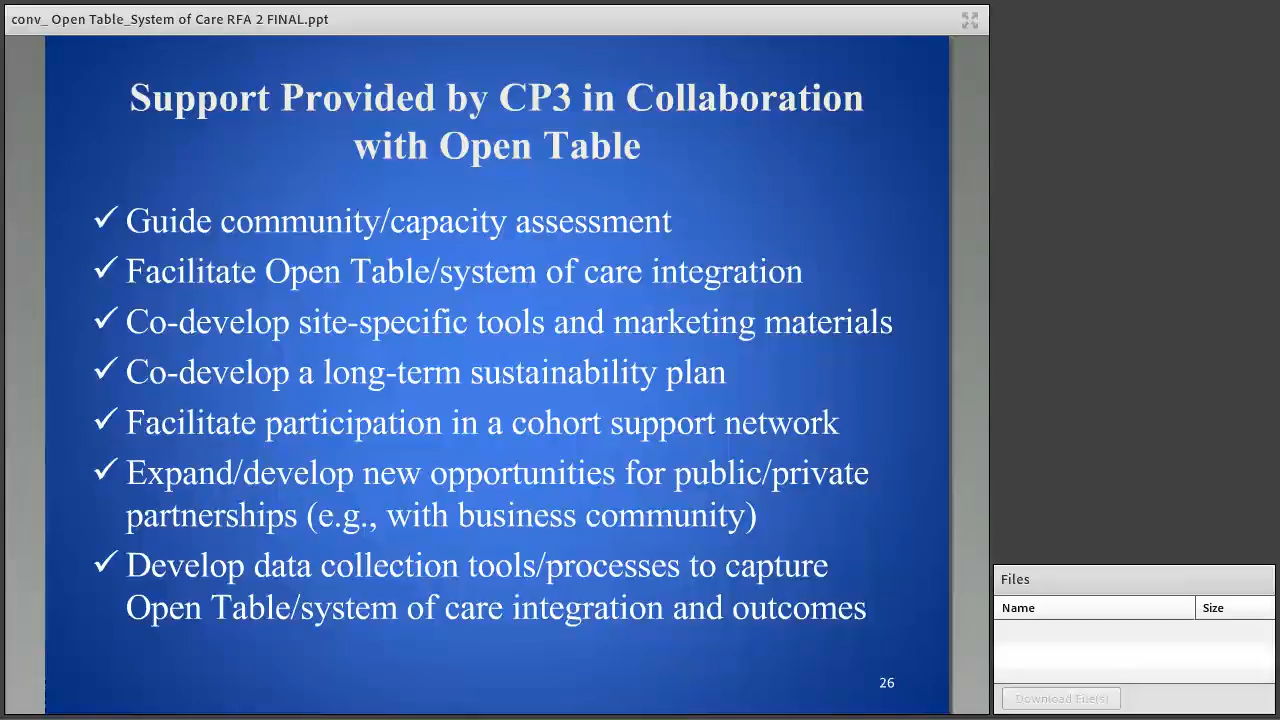 conv_ Open Table_System of Care RFA 2 FINAL.ppt
Support Provided by CP3 in Collaboration
with Open Table
✓ Guide community/capacity assessment
✓ Facilitate Open Table/system of care integration
✓ Co-develop site-specific tools and marketing materials
✓ Co-develop a long-term sustainability plan
✓ Facilitate participation in a cohort support network
✓ Expand/develop new opportunities for public/private
partnerships (e.g., with business community)
✓ Develop data collection tools/processes to capture
Open Table/system of care integration and outcomes
26
Files
Name Size
Download File(s)